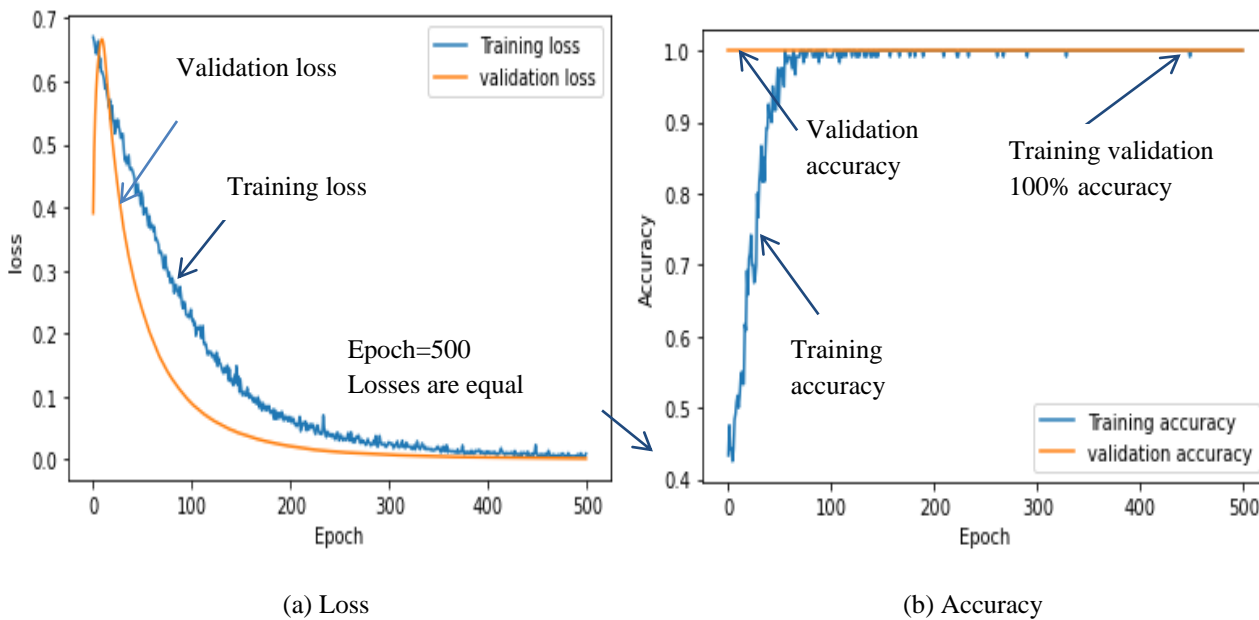 0.7
0.6
0.5
0.4
0.3
0.2
0.1
0.0
loss
0
100
200
300
400
500
Epoch
Training loss
validation loss
Validation loss
Training loss
Epoch=500
Losses are equal
(a) Loss
1.0
0.9
0.8
0.7
0.6
0.5
0.4
Accuracy
0
100
200
300
400
500
Epoch
Validation
accuracy
Training validation
100% accuracy
Training
accuracy
Training accuracy
validation accuracy
(b) Accuracy